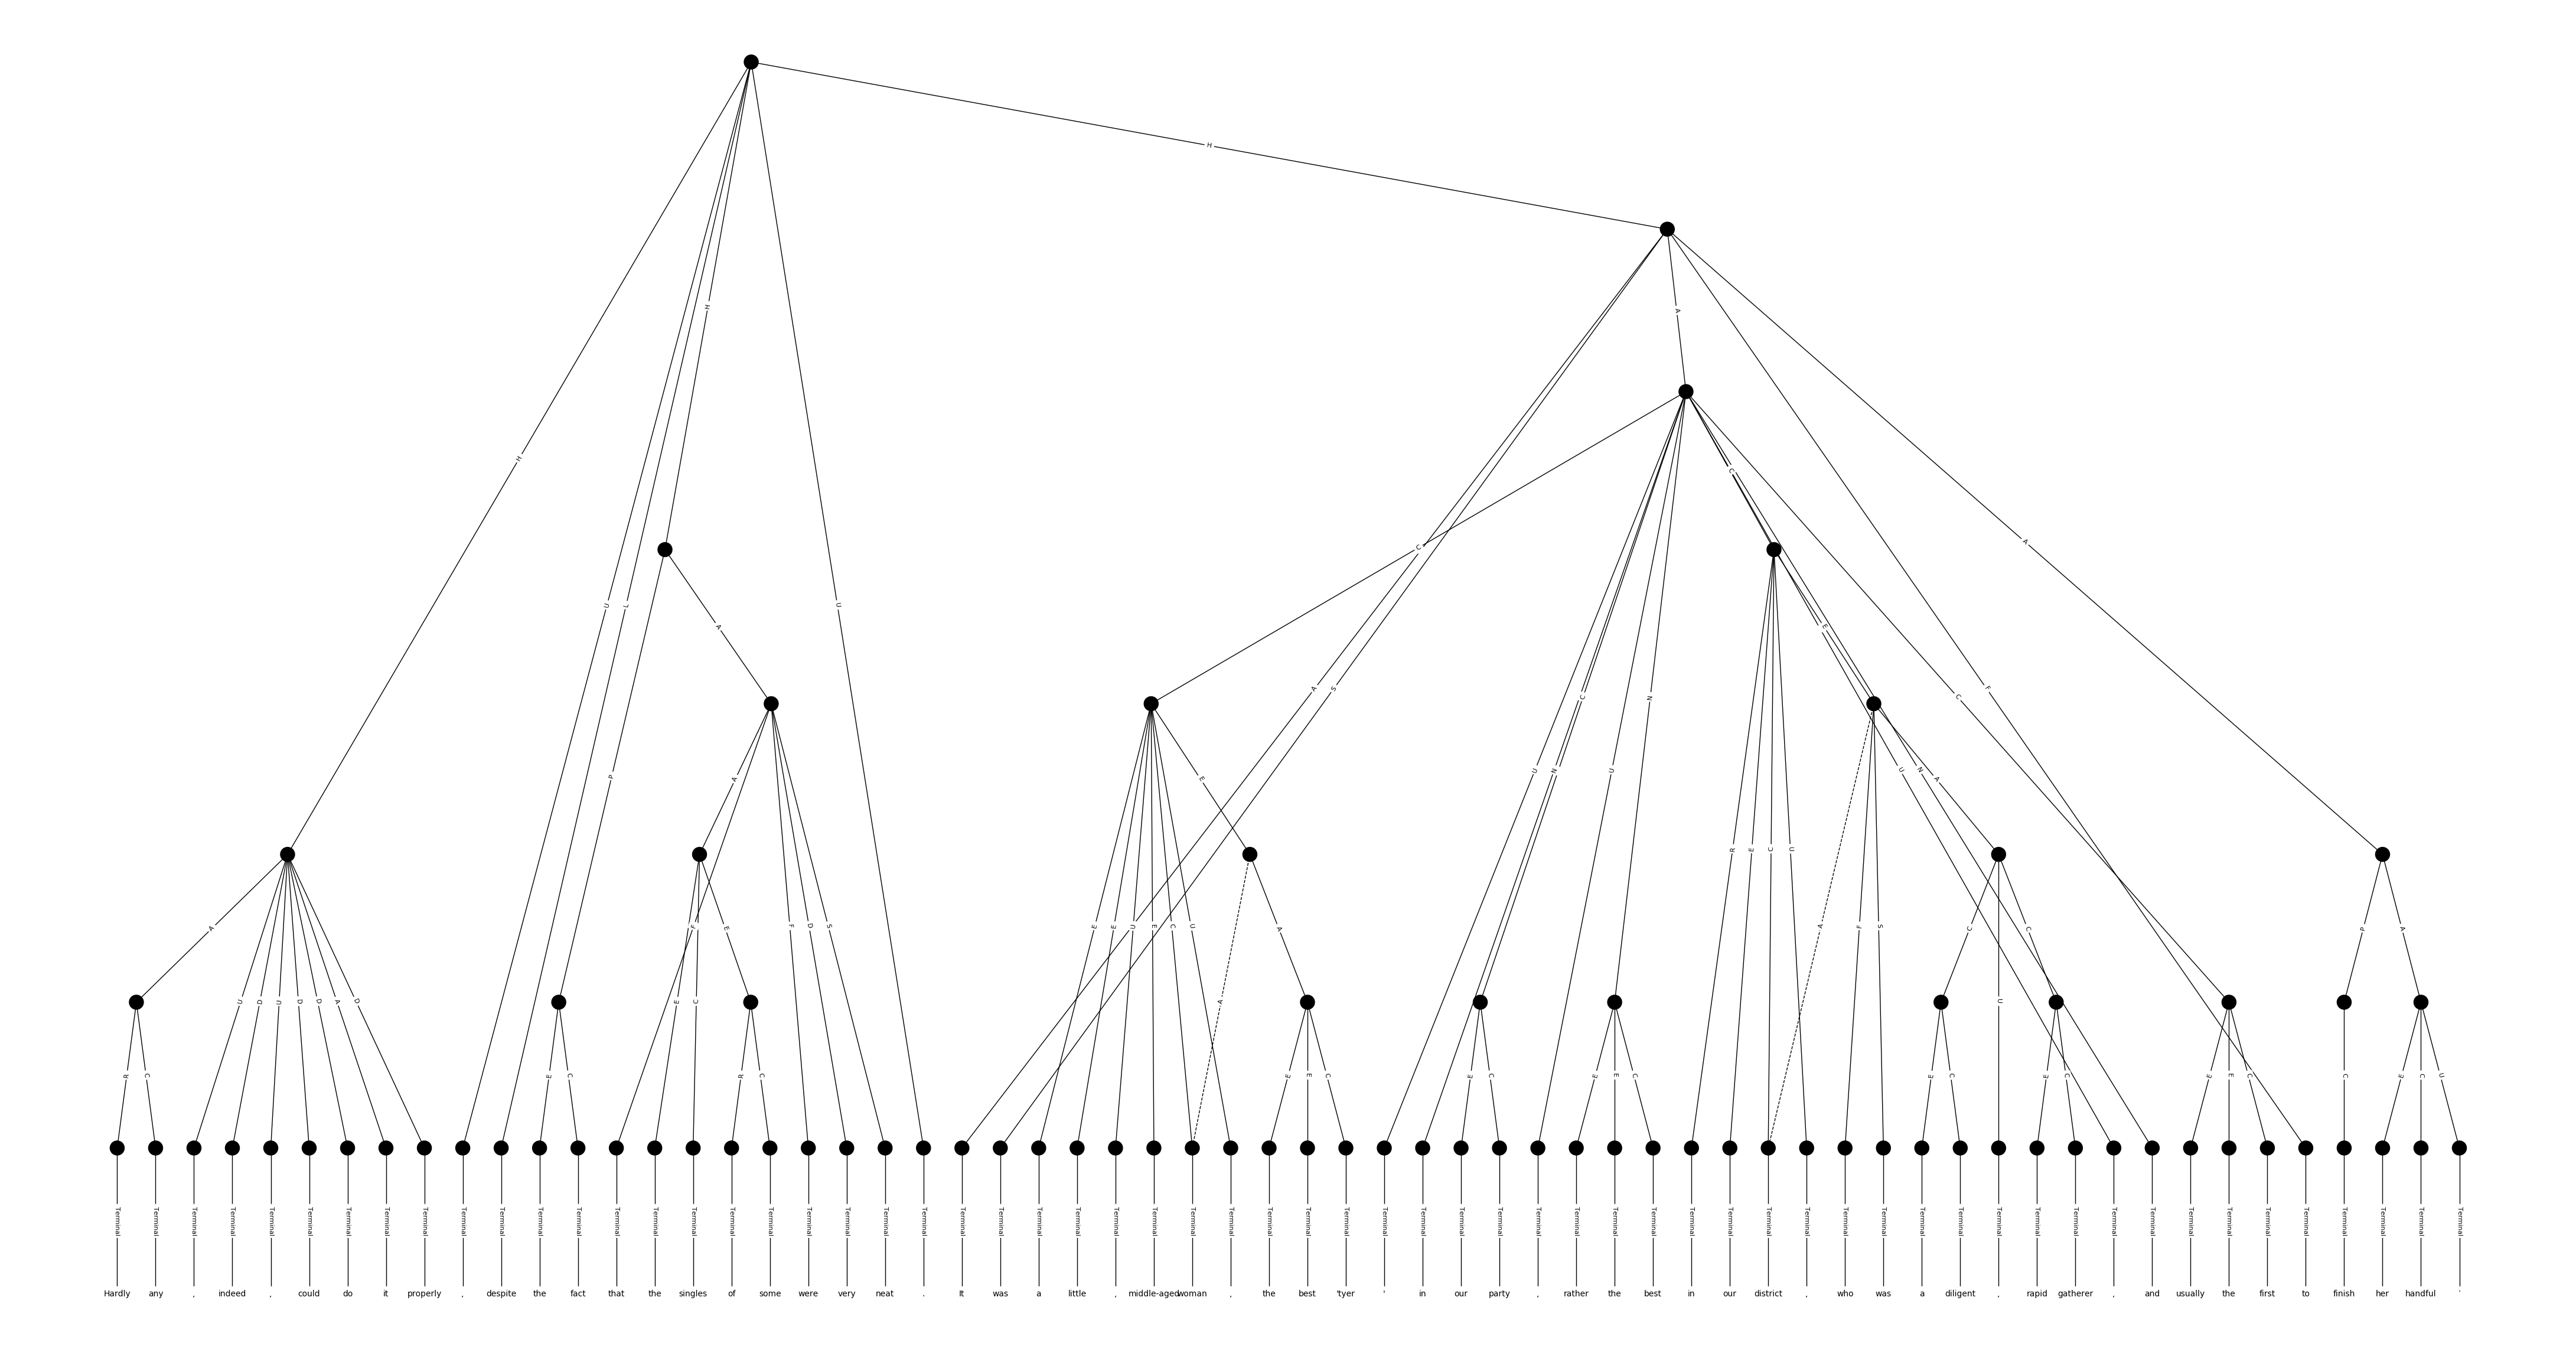 H
H
A
H
C
C
H
A
U
L
U
E
A
P
A
E
A
C
F
A
S
N
C
U
N
U
N
U
A
A
P
A
R
E
C
U
A
U
D
U
D
D
A
D
F
E
C
E
F
D
S
E
E
U
E
C
U
A
A
F
S
C
U
C
P
A
R
C
E
C
R
C
E
E
C
E
C
E
E
C
E
C
E
C
E
E
C
C
E
C
U
Terminal Terminal Terminal Terminal Terminal Terminal Terminal Terminal Terminal Terminal Terminal Terminal Terminal Terminal Terminal Terminal Terminal Terminal Terminal Terminal Terminal Terminal Terminal Terminal Terminal Terminal Terminal Terminal Terminal Terminal Terminal Terminal Terminal Terminal Terminal Terminal Terminal Terminal Terminal Terminal Terminal Terminal Terminal Terminal Terminal Terminal Terminal Terminal Terminal Terminal Terminal Terminal Terminal Terminal Terminal Terminal Terminal Terminal Terminal Terminal Terminal Terminal
Hardly any , indeed , could do it properly , despite the fact that the singles of some were very neat . It was a little , middle-aged woman , the best 'tyer ' in our party , rather the best in our district , who was a diligent , rapid gatherer , and usually the first to finish her handful '